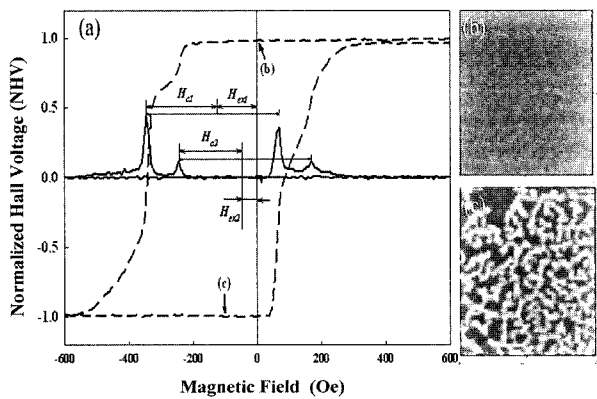 (a)
(b)
(c)
Normalized Hall Voltage (NHV)
1.0
0.5
0.0
-0.5
-1.0
H_c1 H_ex1
H_c2
H_ex2
(b)
(c)
-600 -400 -200 0 200 400 600
Magnetic Field (Oe)